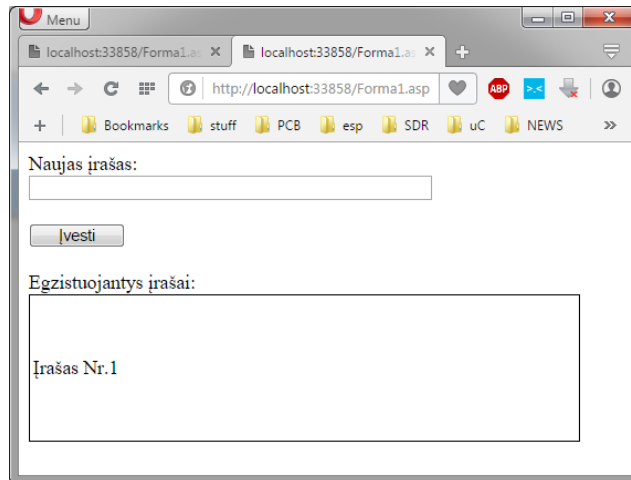 Menu
localhost:33858/Forma1.as localhost:33858/Forma1.as
http://localhost:33858/Forma1.asp ABP >.<
Bookmarks stuff PCB esp SDR uC NEWS »
Naujas įrašas:
Įvesti
Egzistuojantys įrašai:
Įrašas Nr.1